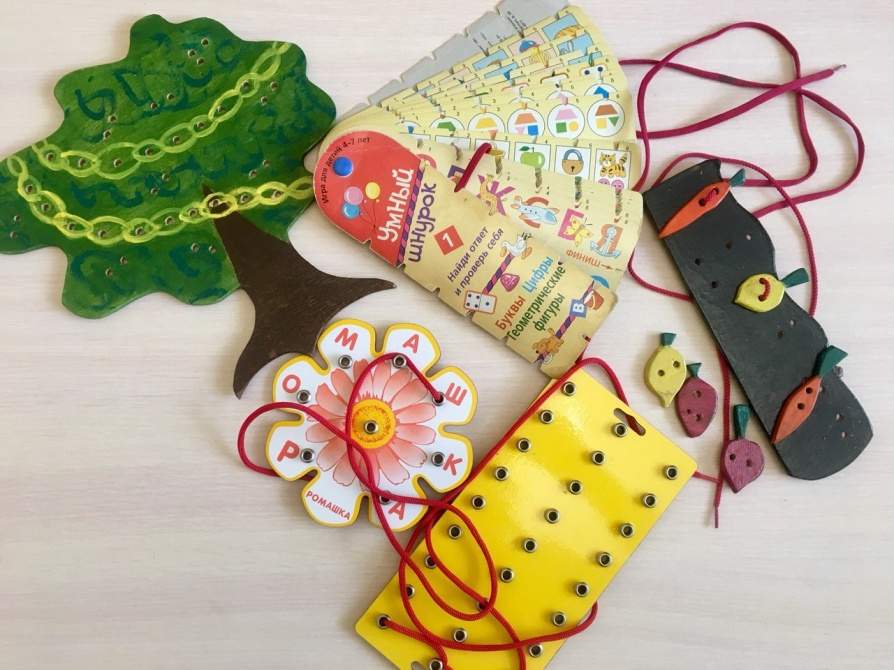 Игра для детей 4-7 лет
УМНЫЙ
ШНУРОК
1
Найди ответ
и проверь себя
Буквы Цифры
Геометрические
фигуры
В
Ж
ФИНИШ
М
А
О
Е
Р
К
А
РОМАШКА